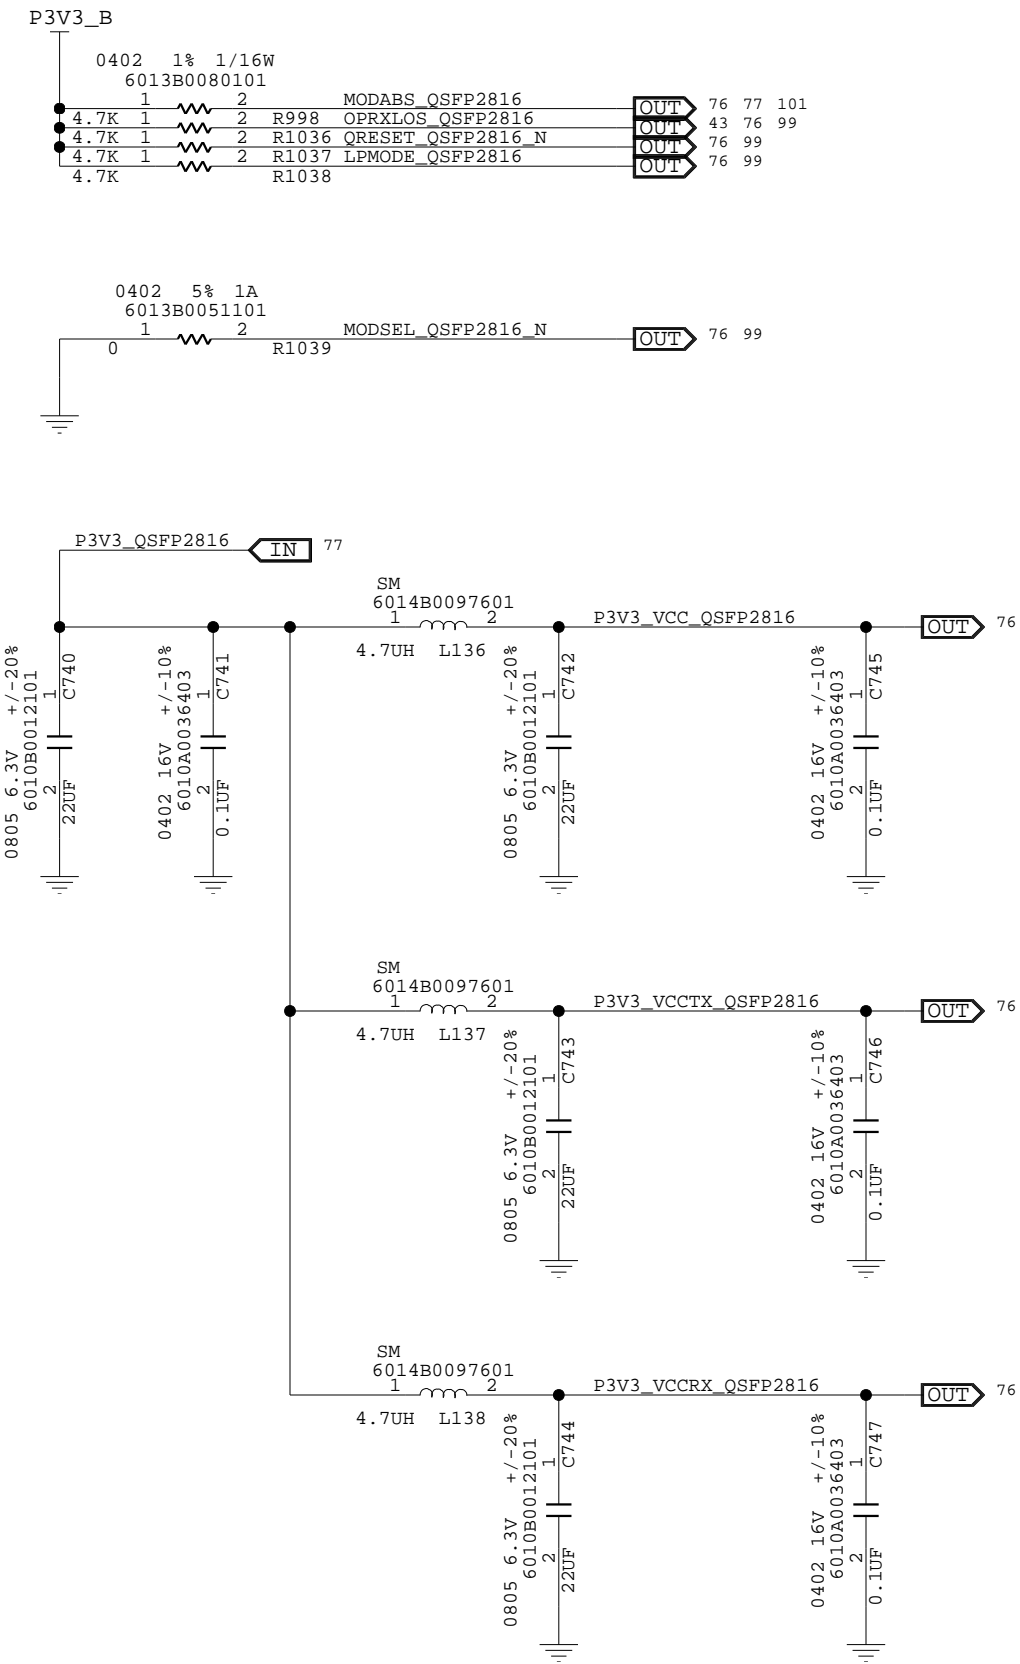 P3V3_B
0402 1% 1/16W
6013B0080101
1 2 MODABS_QSFP2816 OUT 76 77 101
4.7K 1 2 R998 OPRXLOS_QSFP2816 OUT 43 76 99
4.7K 1 2 R1036 QRESET_QSFP2816_N OUT 76 99
4.7K 1 2 R1037 LPMODE_QSFP2816 OUT 76 99
4.7K R1038
0402 5% 1A
6013B0051101
1 2 MODSEL_QSFP2816_N OUT 76 99
0 R1039
P3V3_QSFP2816 IN 77
SM
6014B0097601
1 2 P3V3_VCC_QSFP2816 OUT 76
4.7UH L136
0805 6.3V +/-20%
6010B0012101
1 2
C740
22UF
0402 16V +/-10%
6010A0036403
1 2
C741
0.1UF
0805 6.3V +/-20%
6010B0012101
1 2
C742
22UF
0402 16V +/-10%
6010A0036403
1 2
C745
0.1UF
SM
6014B0097601
1 2 P3V3_VCCTX_QSFP2816 OUT 76
4.7UH L137
0805 6.3V +/-20%
6010B0012101
1 2
C743
22UF
0402 16V +/-10%
6010A0036403
1 2
C746
0.1UF
SM
6014B0097601
1 2 P3V3_VCCRX_QSFP2816 OUT 76
4.7UH L138
0805 6.3V +/-20%
6010B0012101
1 2
C744
22UF
0402 16V +/-10%
6010A0036403
1 2
C747
0.1UF